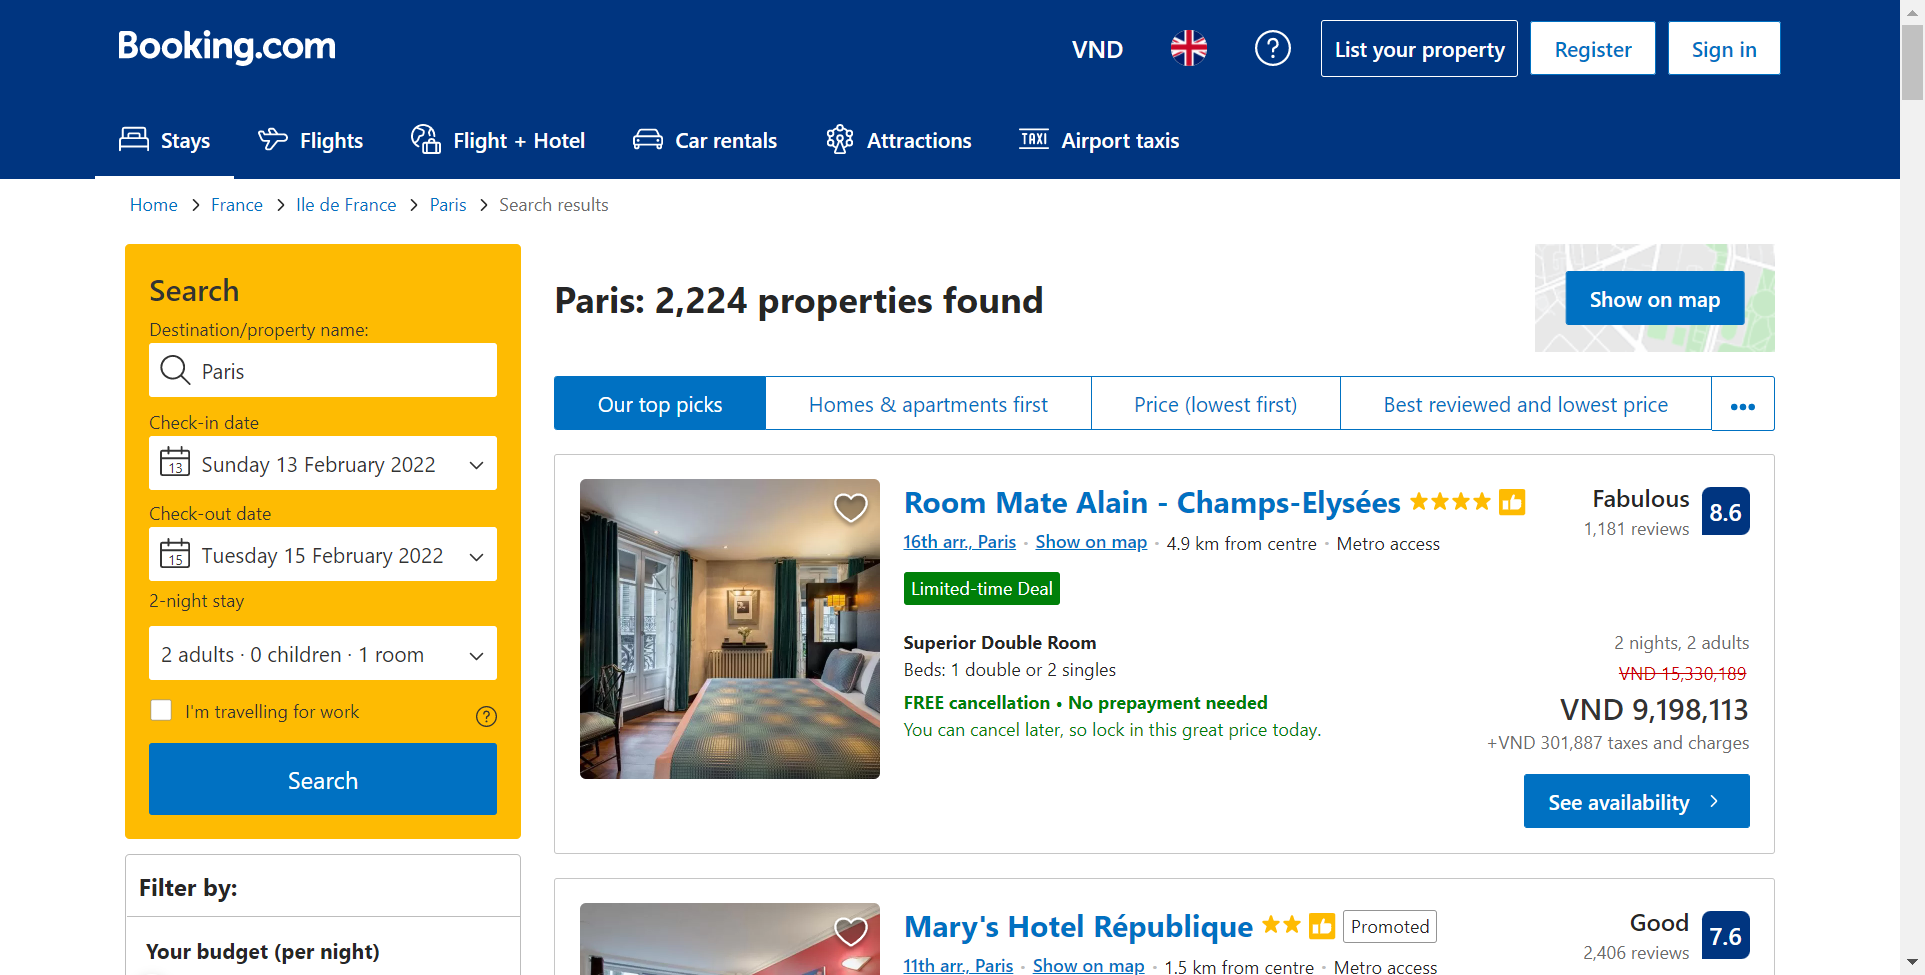 Booking.com
VND
List your property
Register
Sign in
Stays
Flights
Flight + Hotel
Car rentals
Attractions
TAXI
Airport taxis
Home > France > Ile de France > Paris > Search results
Search
Destination/property name:
Paris
Check-in date
13
Sunday 13 February 2022
Check-out date
15
Tuesday 15 February 2022
2-night stay
2 adults · 0 children · 1 room
I'm travelling for work
?
Search
Filter by:
Your budget (per night)
Paris: 2,224 properties found
Show on map
Our top picks
Homes & apartments first
Price (lowest first)
Best reviewed and lowest price
•••
Room Mate Alain - Champs-Elysées
Fabulous
1,181 reviews
8.6
16th arr., Paris · Show on map · 4.9 km from centre · Metro access
Limited-time Deal
Superior Double Room
Beds: 1 double or 2 singles
FREE cancellation • No prepayment needed
You can cancel later, so lock in this great price today.
2 nights, 2 adults
VND 15,330,189
VND 9,198,113
+VND 301,887 taxes and charges
See availability
Mary's Hotel République
Promoted
Good
2,406 reviews
7.6
11th arr., Paris · Show on map · 1.5 km from centre · Metro access